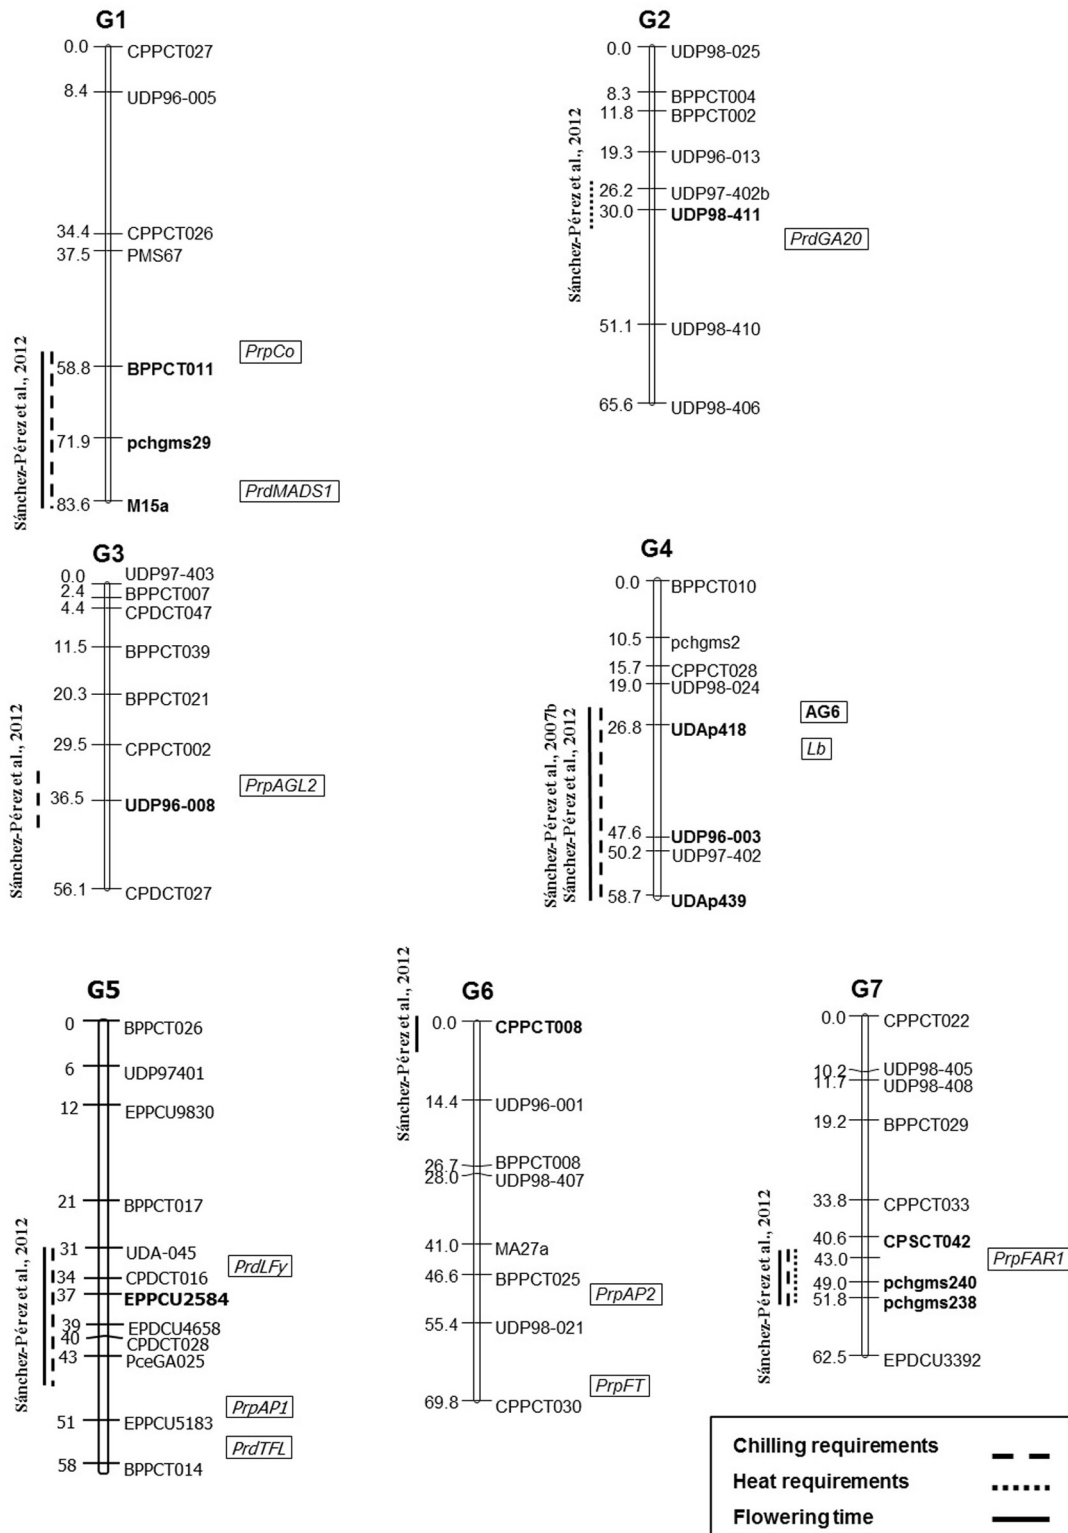 G1
0.0 CPPCT027
8.4 UDP96-005
34.4 CPPCT026
37.5 PMS67
PrpCo
58.8 BPPCT011
71.9 pchgms29
PrdMADS1
83.6 M15a
Sánchez-Pérez et al., 2012
G2
0.0 UDP98-025
8.3 BPPCT004
11.8 BPPCT002
19.3 UDP96-013
26.2 UDP97-402b
30.0 UDP98-411
PrdGA20
51.1 UDP98-410
65.6 UDP98-406
Sánchez-Pérez et al., 2012
G3
0.0 UDP97-403
2.4 BPPCT007
4.4 CPDCT047
11.5 BPPCT039
20.3 BPPCT021
29.5 CPPCT002
PrpAGL2
36.5 UDP96-008
56.1 CPDCT027
Sánchez-Pérez et al., 2012
G4
0.0 BPPCT010
10.5 pchgms2
15.7 CPPCT028
19.0 UDP98-024
AG6
26.8 UDAp418
Lb
47.6 UDP96-003
50.2 UDP97-402
58.7 UDAp439
Sánchez-Pérez et al., 2007b
Sánchez-Pérez et al., 2012
G5
0 BPPCT026
6 UDP97401
12 EPPCU9830
21 BPPCT017
31 UDA-045
PrdLFy
34 CPDCT016
37 EPPCU2584
39 EPDCU4658
40 CPDCT028
43 PceGA025
PrpAP1
51 EPPCU5183
PrdTFL
58 BPPCT014
Sánchez-Pérez et al., 2012
G6
0.0 CPPCT008
14.4 UDP96-001
26.7 BPPCT008
28.0 UDP98-407
41.0 MA27a
46.6 BPPCT025
PrpAP2
55.4 UDP98-021
PrpFT
69.8 CPPCT030
Sánchez-Pérez et al., 2012
G7
0.0 CPPCT022
10.2 UDP98-405
11.7 UDP98-408
19.2 BPPCT029
33.8 CPPCT033
40.6 CPSCT042
43.0
PrpFAR1
49.0 pchgms240
51.8 pchgms238
62.5 EPDCU3392
Sánchez-Pérez et al., 2012
Chilling requirements
Heat requirements
Flowering time